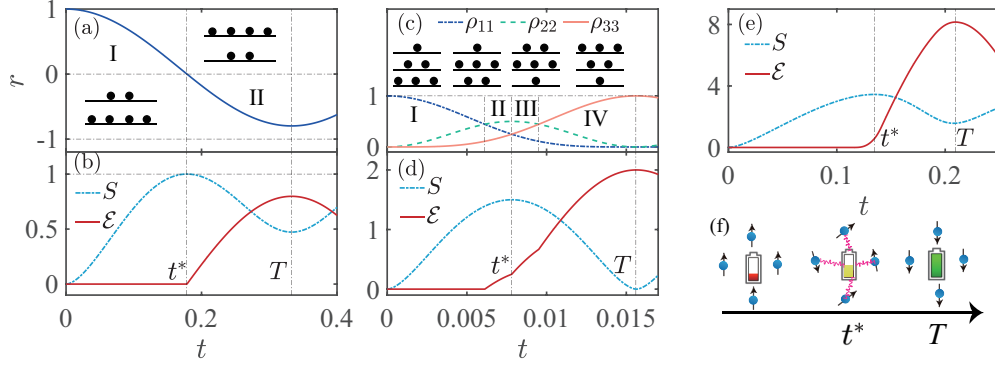 (a)
I
II
r
1
0
-1
(b)
S
ℰ
1
0.5
0
t*
T
0
0.2
0.4
t
(c)
ρ₁₁
ρ₂₂
ρ₃₃
I
II
III
IV
1
0
(d)
S
ℰ
2
1
0
t*
T
0
0.005
0.01
0.015
t
(e)
S
ℰ
8
4
0
t*
T
0
0.1
0.2
t
(f)
t*
T